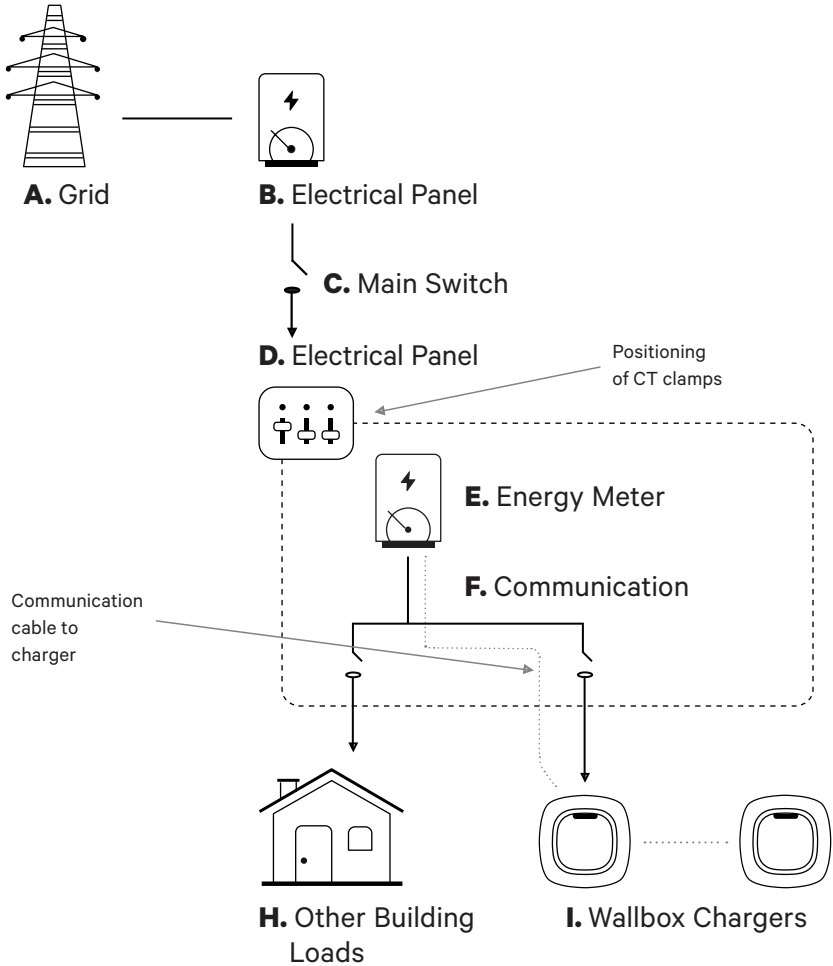 A. Grid
B. Electrical Panel
C. Main Switch
D. Electrical Panel
Positioning
of CT clamps
E. Energy Meter
F. Communication
Communication
cable to
charger
H. Other Building
Loads
I. Wallbox Chargers